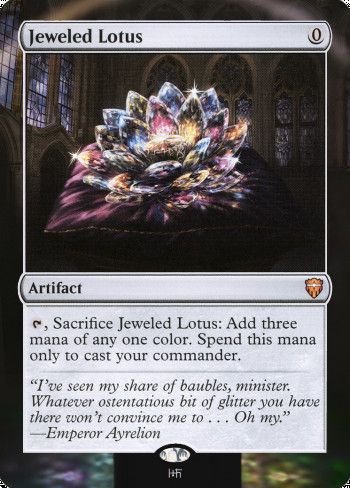 Jeweled Lotus 0
Artifact
, Sacrifice Jeweled Lotus: Add three
mana of any one color. Spend this mana
only to cast your commander.
“I’ve seen my share of baubles, minister.
Whatever ostentatious bit of glitter you have
there won’t convince me to . . . Oh my.”
—Emperor Ayrelion